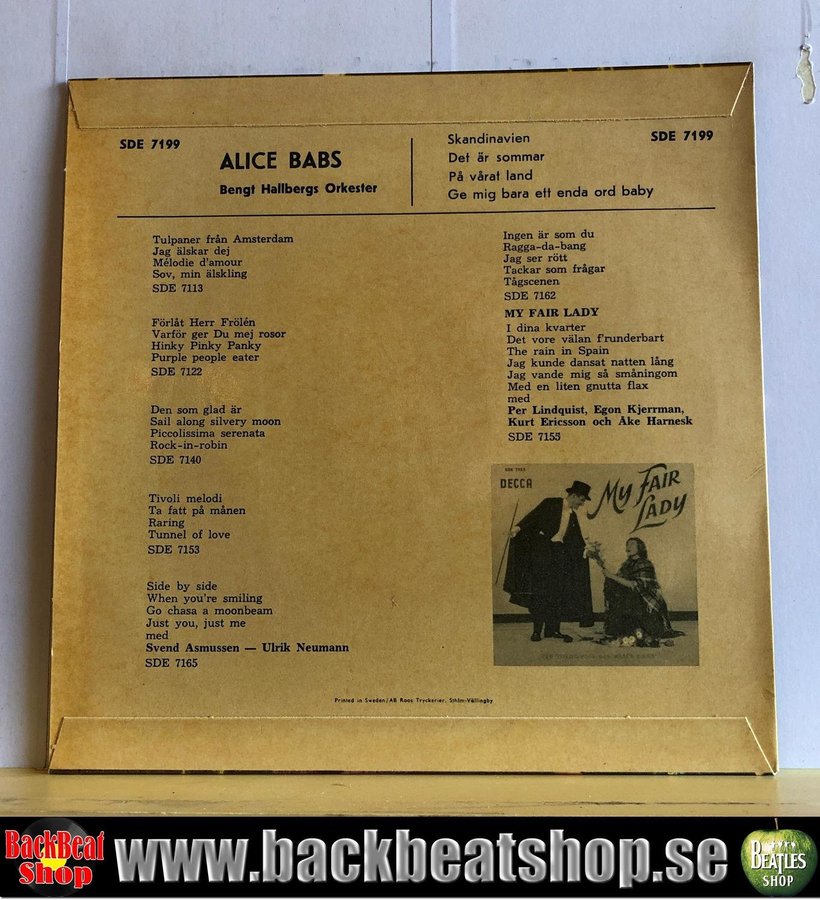 SDE 7199
ALICE BABS
Bengt Hallbergs Orkester
Skandinavien
Det är sommar
På vårat land
Ge mig bara ett enda ord baby
SDE 7199
Tulpaner från Amsterdam
Jag älskar dej
Mélodie d'amour
Sov, min älskling
SDE 7113
Förlåt Herr Frölén
Varför ger Du mej rosor
Hinky Pinky Panky
Purple people eater
SDE 7122
Den som glad är
Sail along silvery moon
Piccolissima serenata
Rock-in-robin
SDE 7140
Tivoli melodi
Ta fatt på månen
Raring
Tunnel of love
SDE 7153
Side by side
When you're smiling
Go chasa a moonbeam
Just you, just me
med
Svend Asmussen — Ulrik Neumann
SDE 7165
Ingen är som du
Ragga-da-bang
Jag ser rött
Tackar som frågar
Tågscenen
SDE 7162
MY FAIR LADY
I dina kvarter
Det vore välan f'runderbart
The rain in Spain
Jag kunde dansat natten lång
Jag vande mig så småningom
Med en liten gnutta flax
med
Per Lindquist, Egon Kjerrman,
Kurt Ericsson och Åke Harnesk
SDE 7155
SDE 7155
DECCA
My Fair
Lady
Printed in Sweden/AB Roos Tryckerier, Sthlm-Vällingby
BackBeat
Shop
www.backbeatshop.se
BEATLES
SHOP